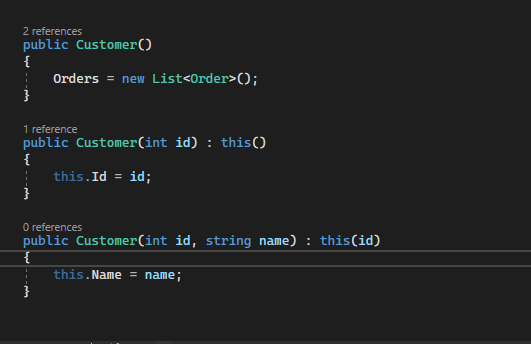 2 references
public Customer()
{
Orders = new List<Order>();
}
1 reference
public Customer(int id) : this()
{
this.Id = id;
}
0 references
public Customer(int id, string name) : this(id)
{
this.Name = name;
}